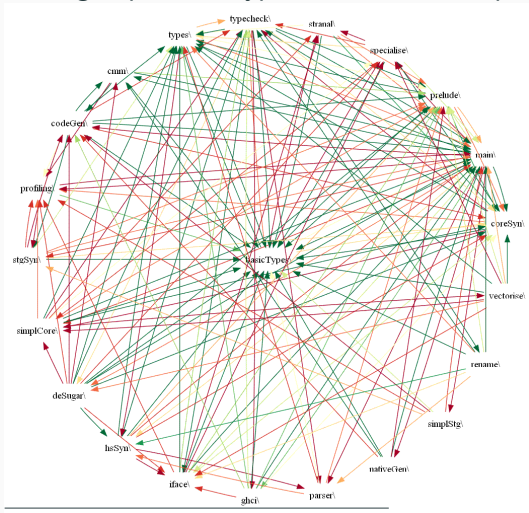 typecheck\
stranal\
types\
specialise\
cmm\
prelude\
codeGen\
main\
profiling\
coreSyn\
stgSyn\
basicTypes\
vectorise\
simplCore\
rename\
deSugar\
simplStg\
hsSyn\
nativeGen\
iface\
parser\
ghci\